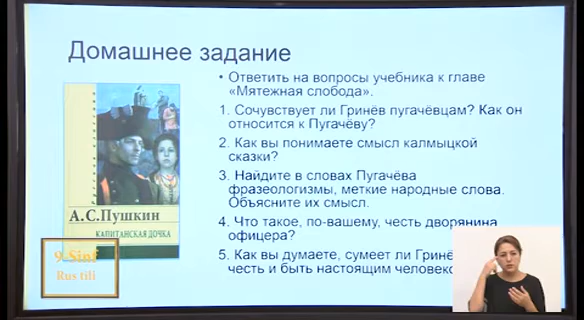 Домашнее задание
• Ответить на вопросы учебника к главе
«Мятежная слобода».
1. Сочувствует ли Гринёв пугачёвцам? Как он
относится к Пугачёву?
2. Как вы понимаете смысл калмыцкой
сказки?
3. Найдите в словах Пугачёва
фразеологизмы, меткие народные слова.
Объясните их смысл.
4. Что такое, по-вашему, честь дворянина
офицера?
5. Как вы думаете, сумеет ли Гринё
честь и быть настоящим человеко
А.С.Пушкин
КАПИТАНСКАЯ ДОЧКА
9-Sinf
Rus tili